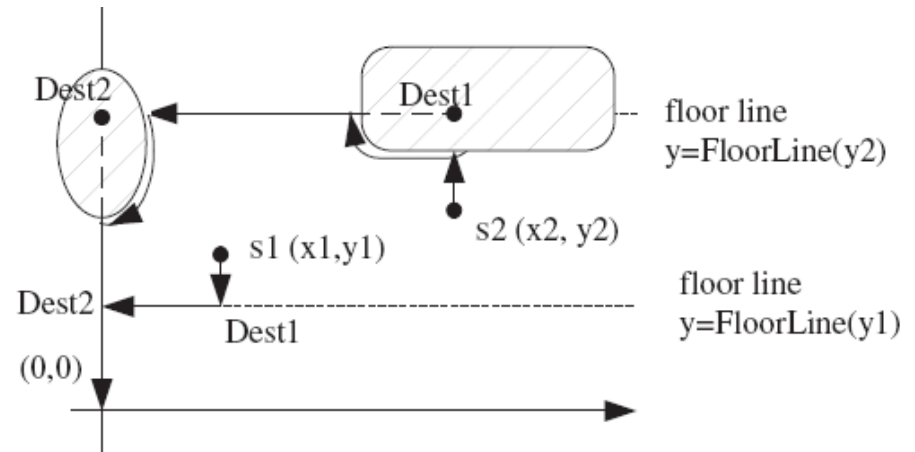 Dest2
Dest1
floor line
y=FloorLine(y2)
s2 (x2, y2)
s1 (x1,y1)
floor line
y=FloorLine(y1)
Dest2
Dest1
(0,0)